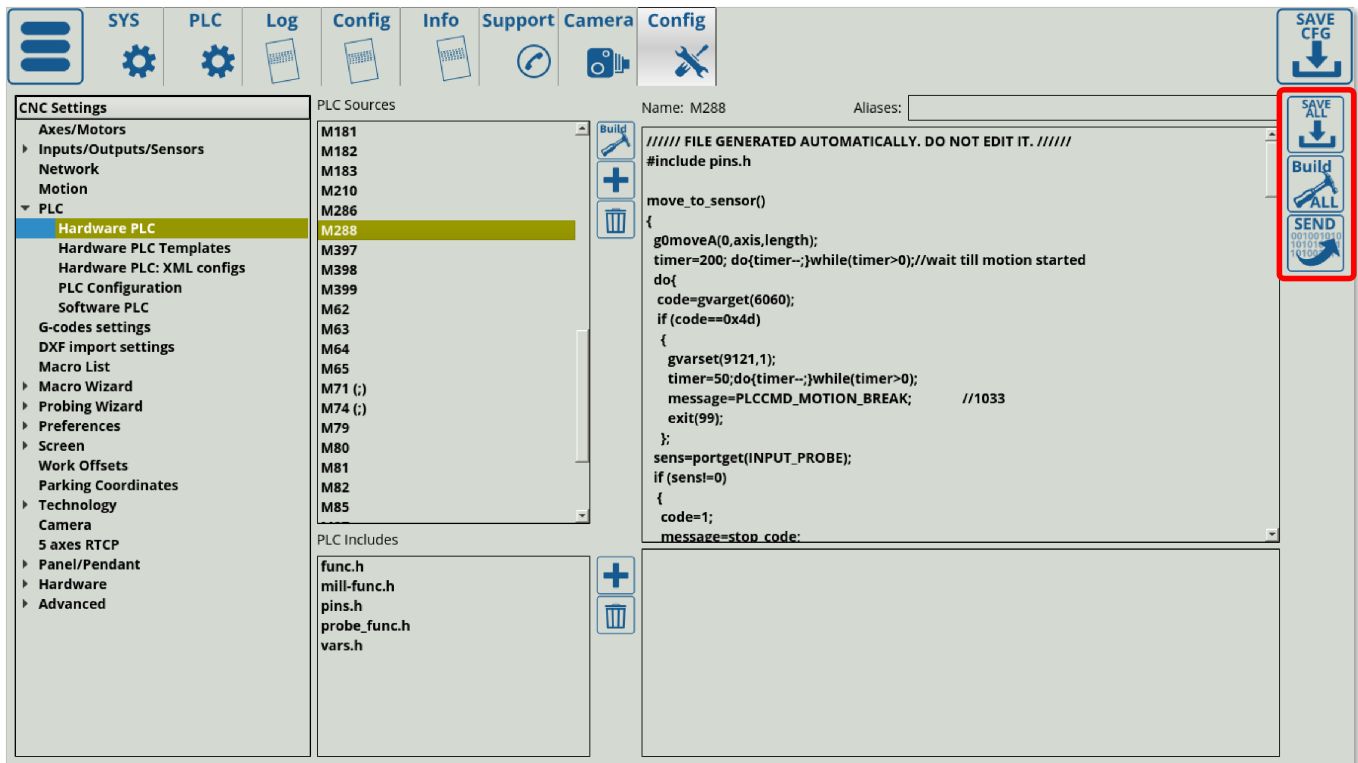 SYS
PLC
Log
Config
Info
Support
Camera
Config
SAVE
CFG
CNC Settings
Axes/Motors
Inputs/Outputs/Sensors
Network
Motion
PLC
Hardware PLC
Hardware PLC Templates
Hardware PLC: XML configs
PLC Configuration
Software PLC
G-codes settings
DXF import settings
Macro List
Macro Wizard
Probing Wizard
Preferences
Screen
Work Offsets
Parking Coordinates
Technology
Camera
5 axes RTCP
Panel/Pendant
Hardware
Advanced
PLC Sources
M181
M182
M183
M210
M286
M288
M397
M398
M399
M62
M63
M64
M65
M71 (;)
M74 (;)
M79
M80
M81
M82
M85
Build
PLC Includes
func.h
mill-func.h
pins.h
probe_func.h
vars.h
Name: M288
Aliases:
////// FILE GENERATED AUTOMATICALLY. DO NOT EDIT IT. //////
#include pins.h
move_to_sensor()
{
g0moveA(0,axis,length);
timer=200; do{timer--;}while(timer>0);//wait till motion started
do{
code=gvarget(6060);
if (code==0x4d)
{
gvarset(9121,1);
timer=50;do{timer--;}while(timer>0);
message=PLCCMD_MOTION_BREAK; //1033
exit(99);
};
sens=portget(INPUT_PROBE);
if (sens!=0)
{
code=1;
message=stop_code;
SAVE
ALL
Build
ALL
SEND